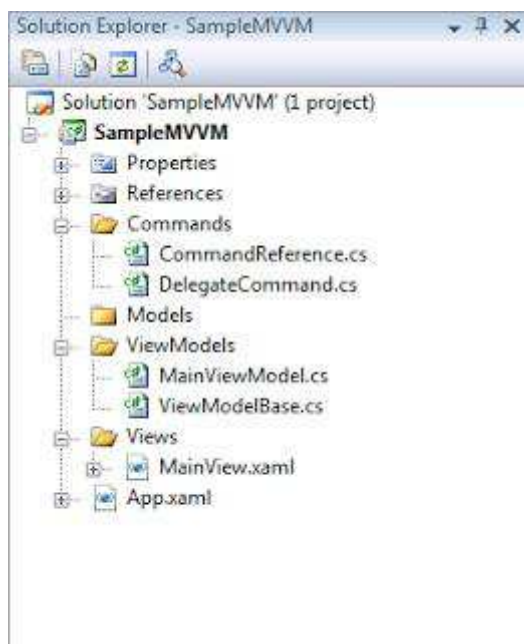 Solution Explorer - SampleMVVM
Solution 'SampleMVVM' (1 project)
SampleMVVM
Properties
References
Commands
CommandReference.cs
DelegateCommand.cs
Models
ViewModels
MainViewModel.cs
ViewModelBase.cs
Views
MainView.xaml
App.xaml